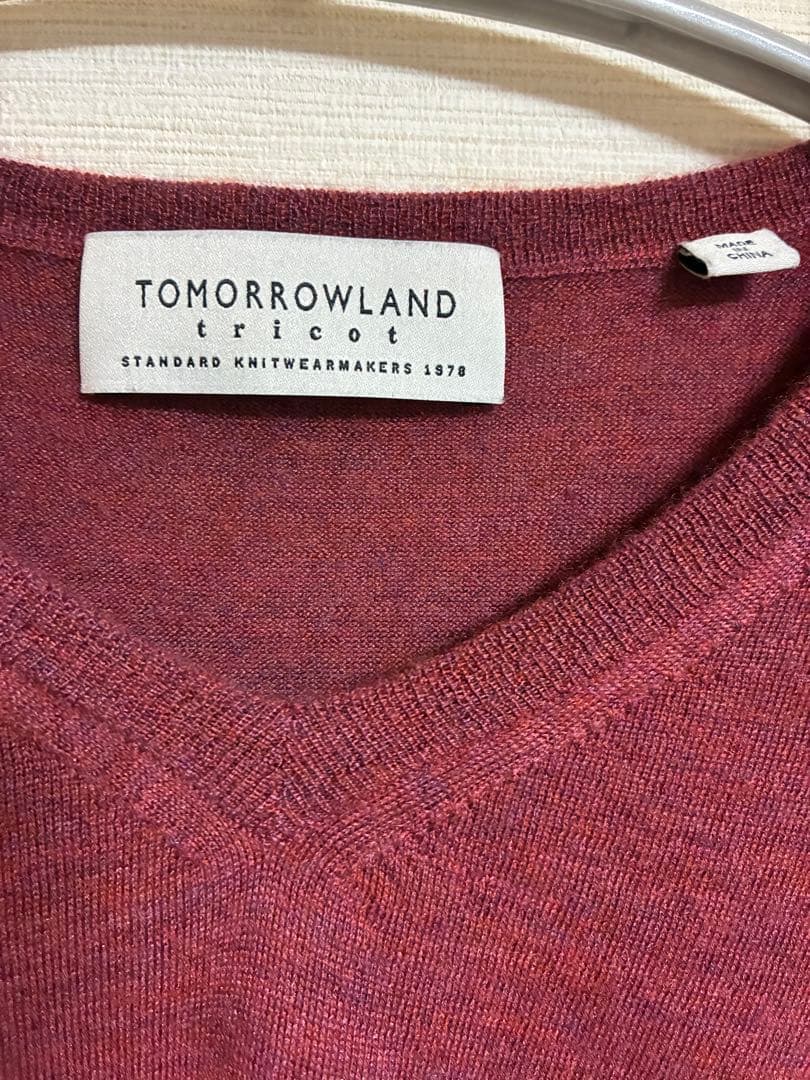 TOMORROWLAND
tricot
STANDARD KNITWEARMAKERS 1978
MADE
IN
CHINA